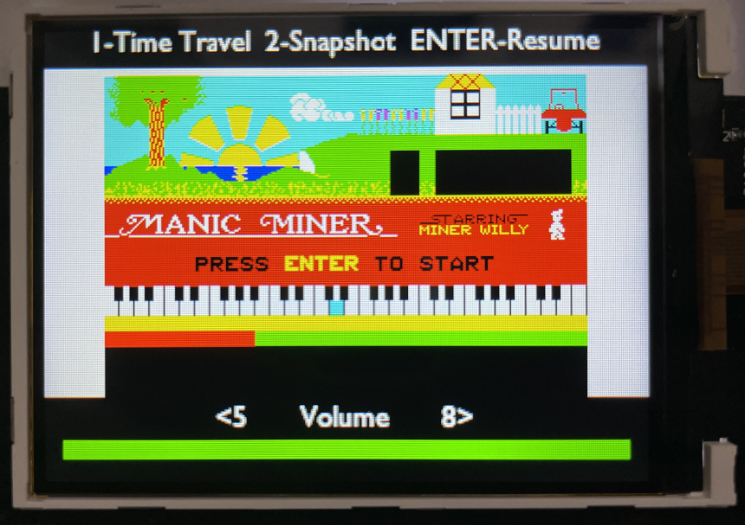 1-Time Travel 2-Snapshot ENTER-Resume
MANIC MINER
STARRING
MINER WILLY
PRESS ENTER TO START
<5 Volume 8>